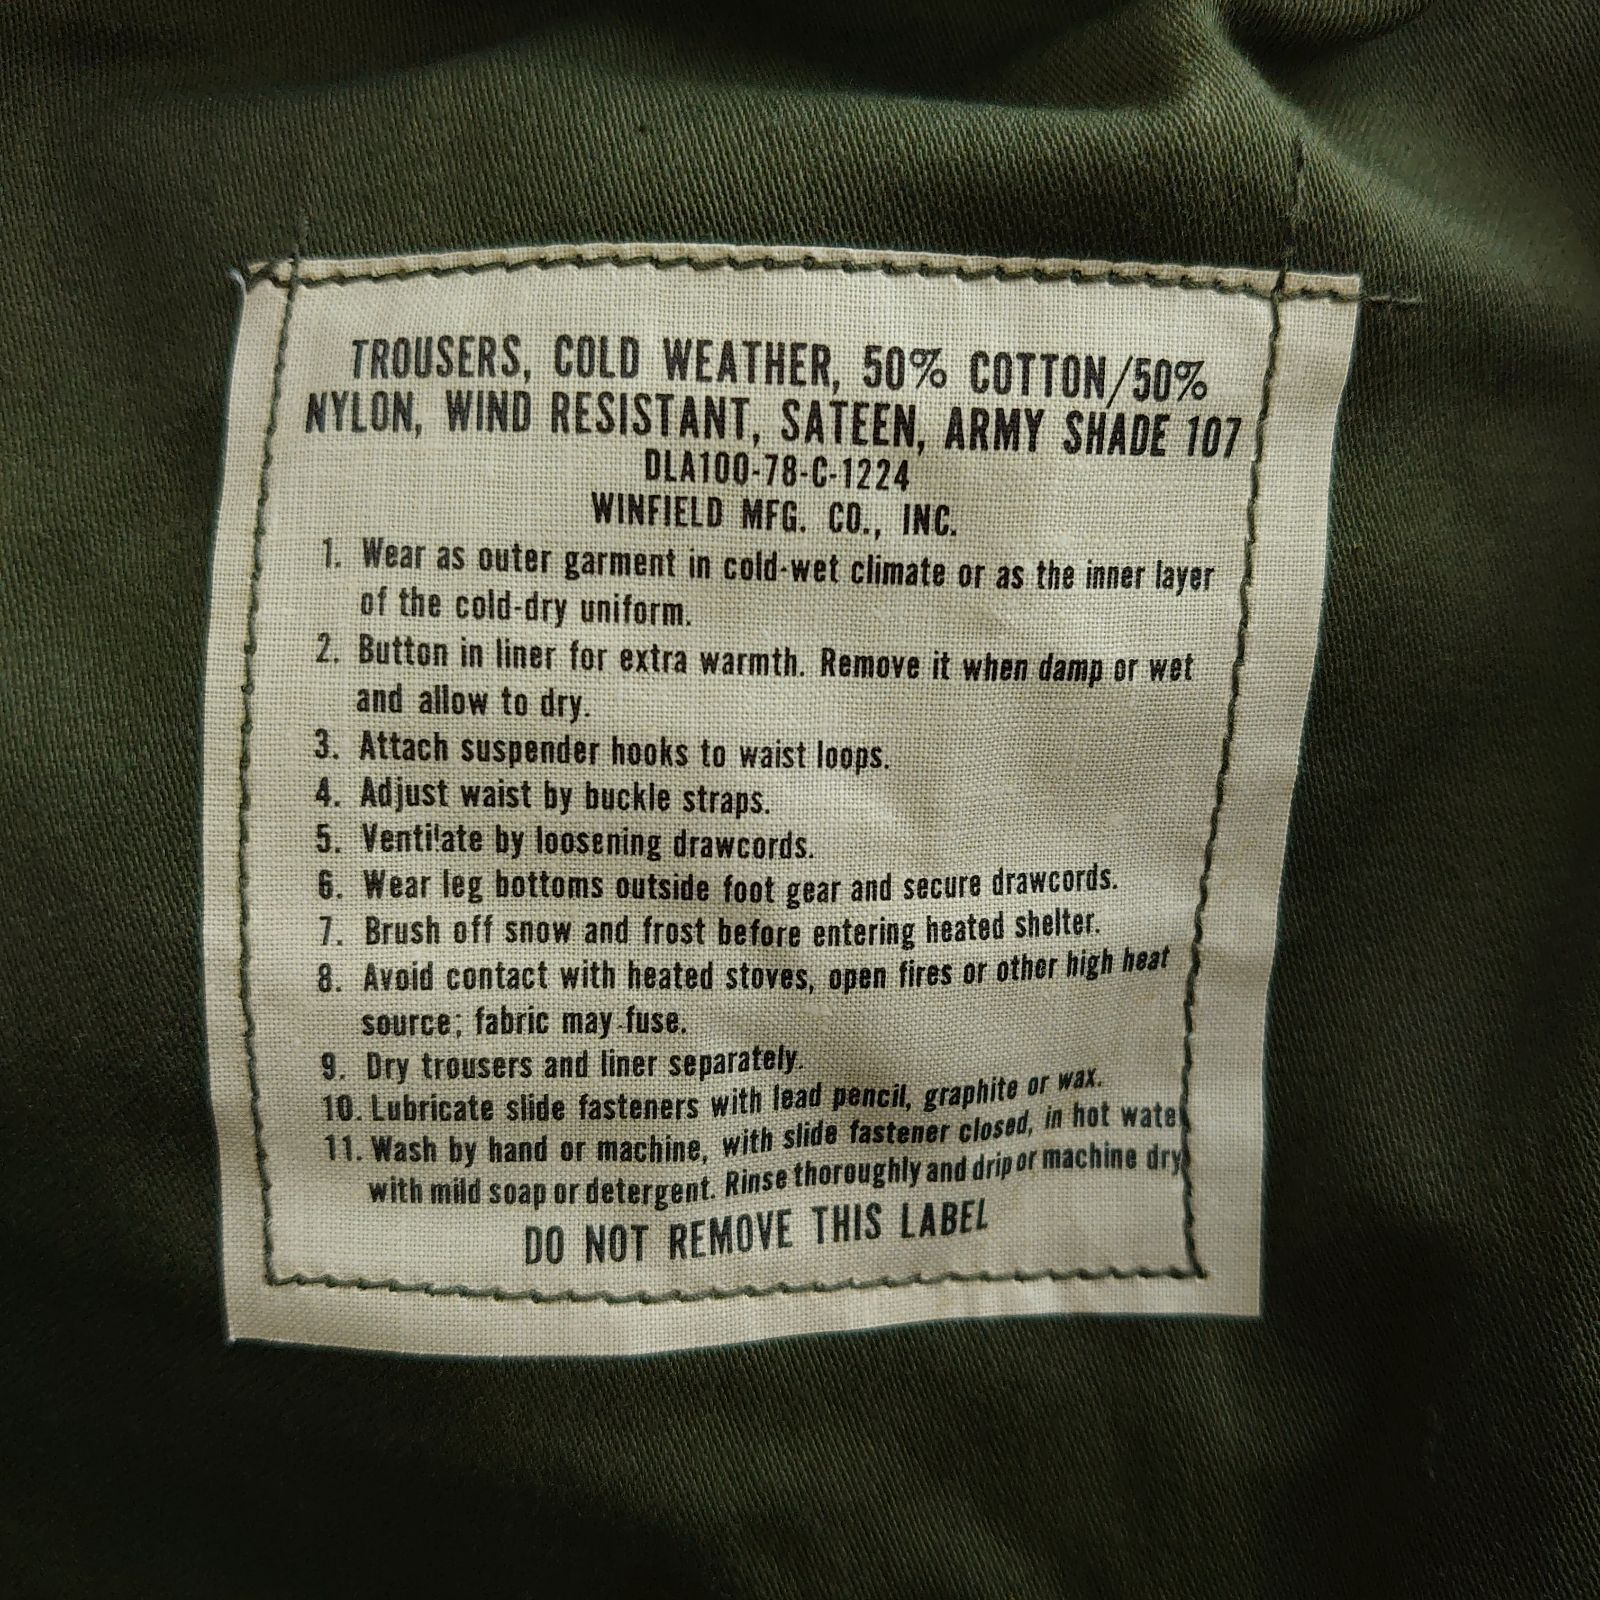 TROUSERS, COLD WEATHER, 50% COTTON/50%
NYLON, WIND RESISTANT, SATEEN, ARMY SHADE 107
DLA100-78-C-1224
WINFIELD MFG. CO., INC.
1. Wear as outer garment in cold-wet climate or as the inner layer
of the cold-dry uniform.
2. Button in liner for extra warmth. Remove it when damp or wet
and allow to dry.
3. Attach suspender hooks to waist loops.
4. Adjust waist by buckle straps.
5. Ventilate by loosening drawcords.
6. Wear leg bottoms outside foot gear and secure drawcords.
7. Brush off snow and frost before entering heated shelter.
8. Avoid contact with heated stoves, open fires or other high heat
source; fabric may fuse.
9. Dry trousers and liner separately.
10. Lubricate slide fasteners with lead pencil, graphite or wax.
11. Wash by hand or machine, with slide fastener closed, in hot water
with mild soap or detergent. Rinse thoroughly and drip or machine dry
DO NOT REMOVE THIS LABEL